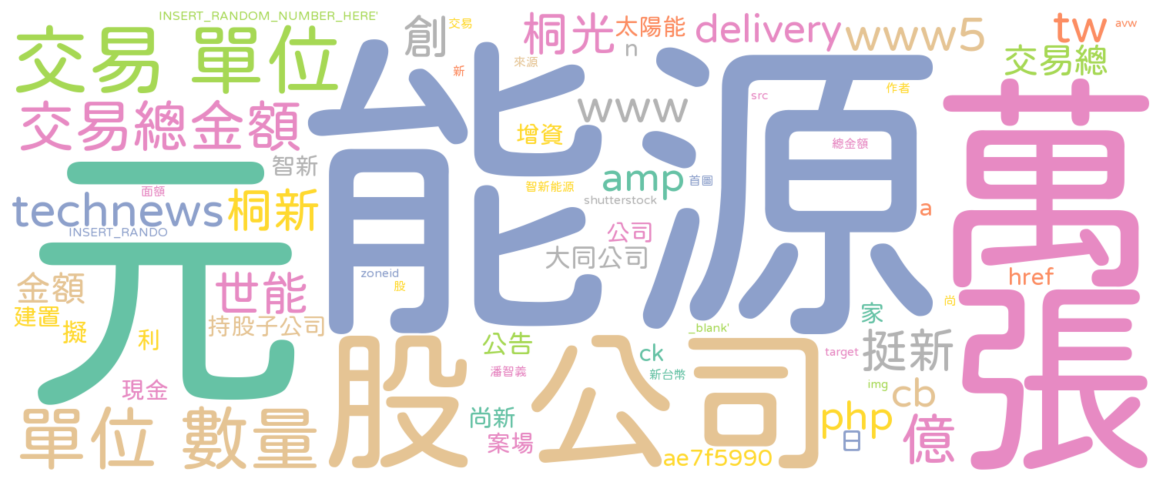 INSERT_RANDOM_NUMBER_HERE'
交易
創
桐光
太陽能
delivery
www5
tw
avw
交易 單位
n
來源
新
交易總
能源
萬
交易總金額
www
src
作者
增資
總金額
元
智新
面額
智新能源
amp
首圖
shutterstock
technews
桐新
a
INSERT_RANDO
公司
大同公司
zoneid
股
href
金額
世能
建置
擬
利
持股子公司
家
尚
張
_blank'
公告
ck
新台幣
target
挺新
潘智義
img
cb
現金
股
公司
單位 數量
尚新
案場
php
日
億
ae7f5990